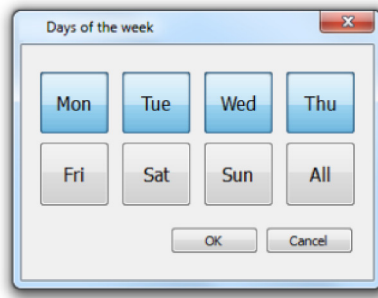 Days of the week
Mon Tue Wed Thu
Fri Sat Sun All
OK Cancel